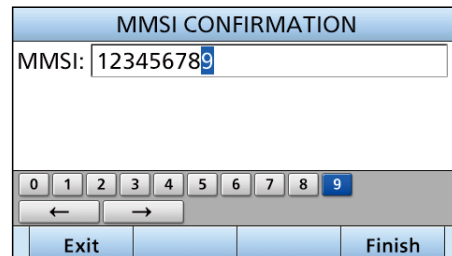 MMSI CONFIRMATION
MMSI: 123456789
0 1 2 3 4 5 6 7 8 9
← →
Exit Finish